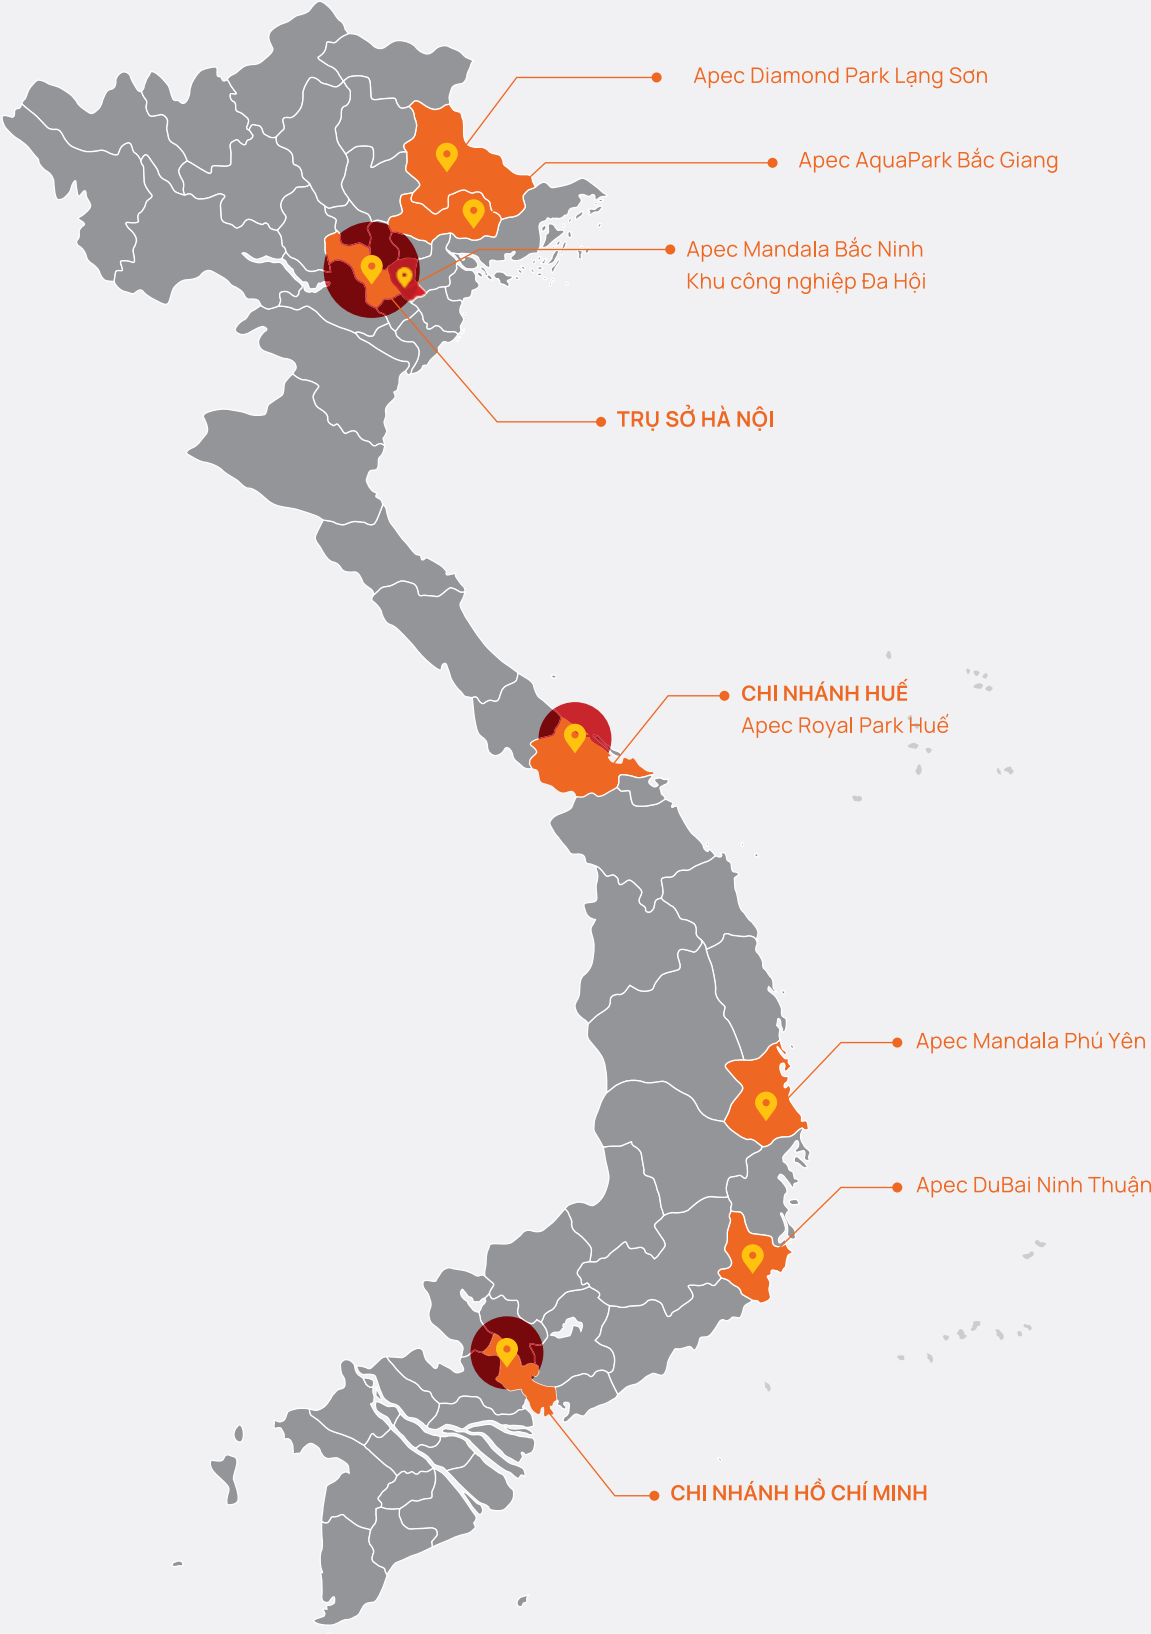 Apec Diamond Park Lạng Sơn
Apec AquaPark Bắc Giang
Apec Mandala Bắc Ninh
Khu công nghiệp Đa Hội
TRỤ SỞ HÀ NỘI
CHI NHÁNH HUẾ
Apec Royal Park Huế
Apec Mandala Phú Yên
Apec DuBai Ninh Thuận
CHI NHÁNH HỒ CHÍ MINH